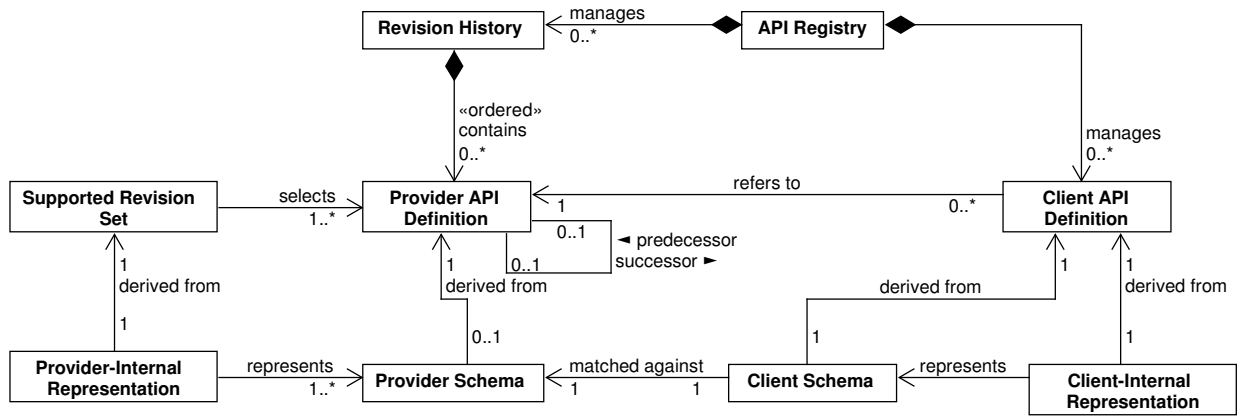 manages
Revision History
0..*
API Registry
«ordered»
contains
0..*
manages
0..*
Supported Revision
Set
selects
1..*
Provider API
Definition
refers to
1
0..*
Client API
Definition
0..1
◄ predecessor
0..1
successor ►
1
derived from
1
1
derived from
0..1
derived from
1
1
1
derived from
1
Provider-Internal
Representation
represents
1..*
Provider Schema
matched against
1
1
Client Schema
represents
Client-Internal
Representation